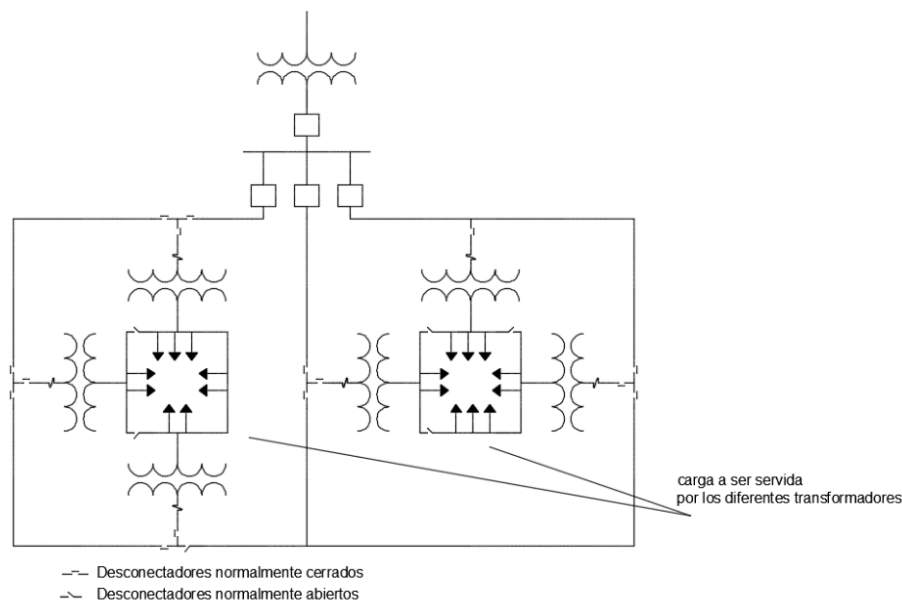 carga a ser servida
por los diferentes transformadores
Desconectadores normalmente cerrados
Desconectadores normalmente abiertos